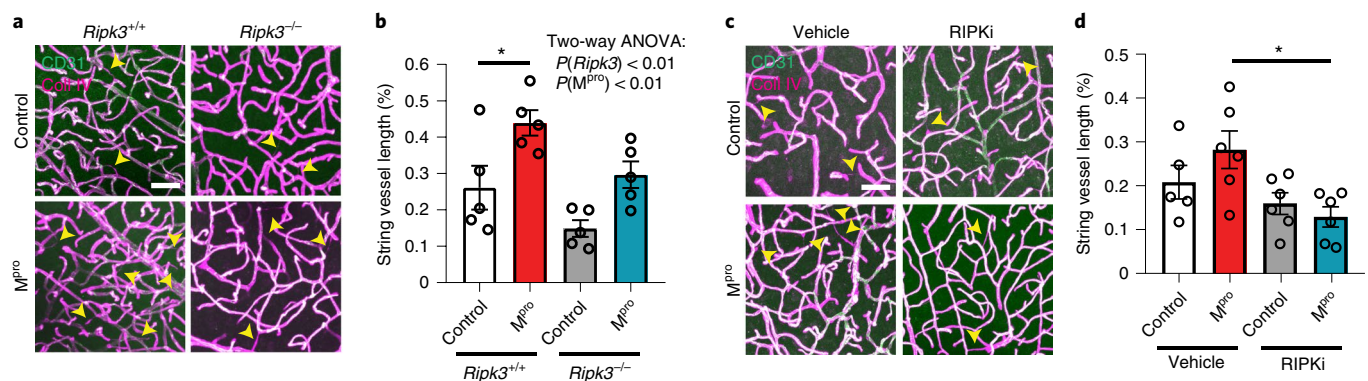 a
Ripk3+/+
Ripk3–/–
CD31
Coll IV
Control
Mpro
b
Two-way ANOVA:
P(Ripk3) < 0.01
P(Mpro) < 0.01
*
String vessel length (%)
0.6
0.5
0.4
0.3
0.2
0.1
0
Control
Mpro
Control
Mpro
Ripk3+/+
Ripk3–/–
c
Vehicle
RIPKi
CD31
Coll IV
Control
Mpro
d
*
String vessel length (%)
0.5
0.4
0.3
0.2
0.1
0
Control
Mpro
Control
Mpro
Vehicle
RIPKi